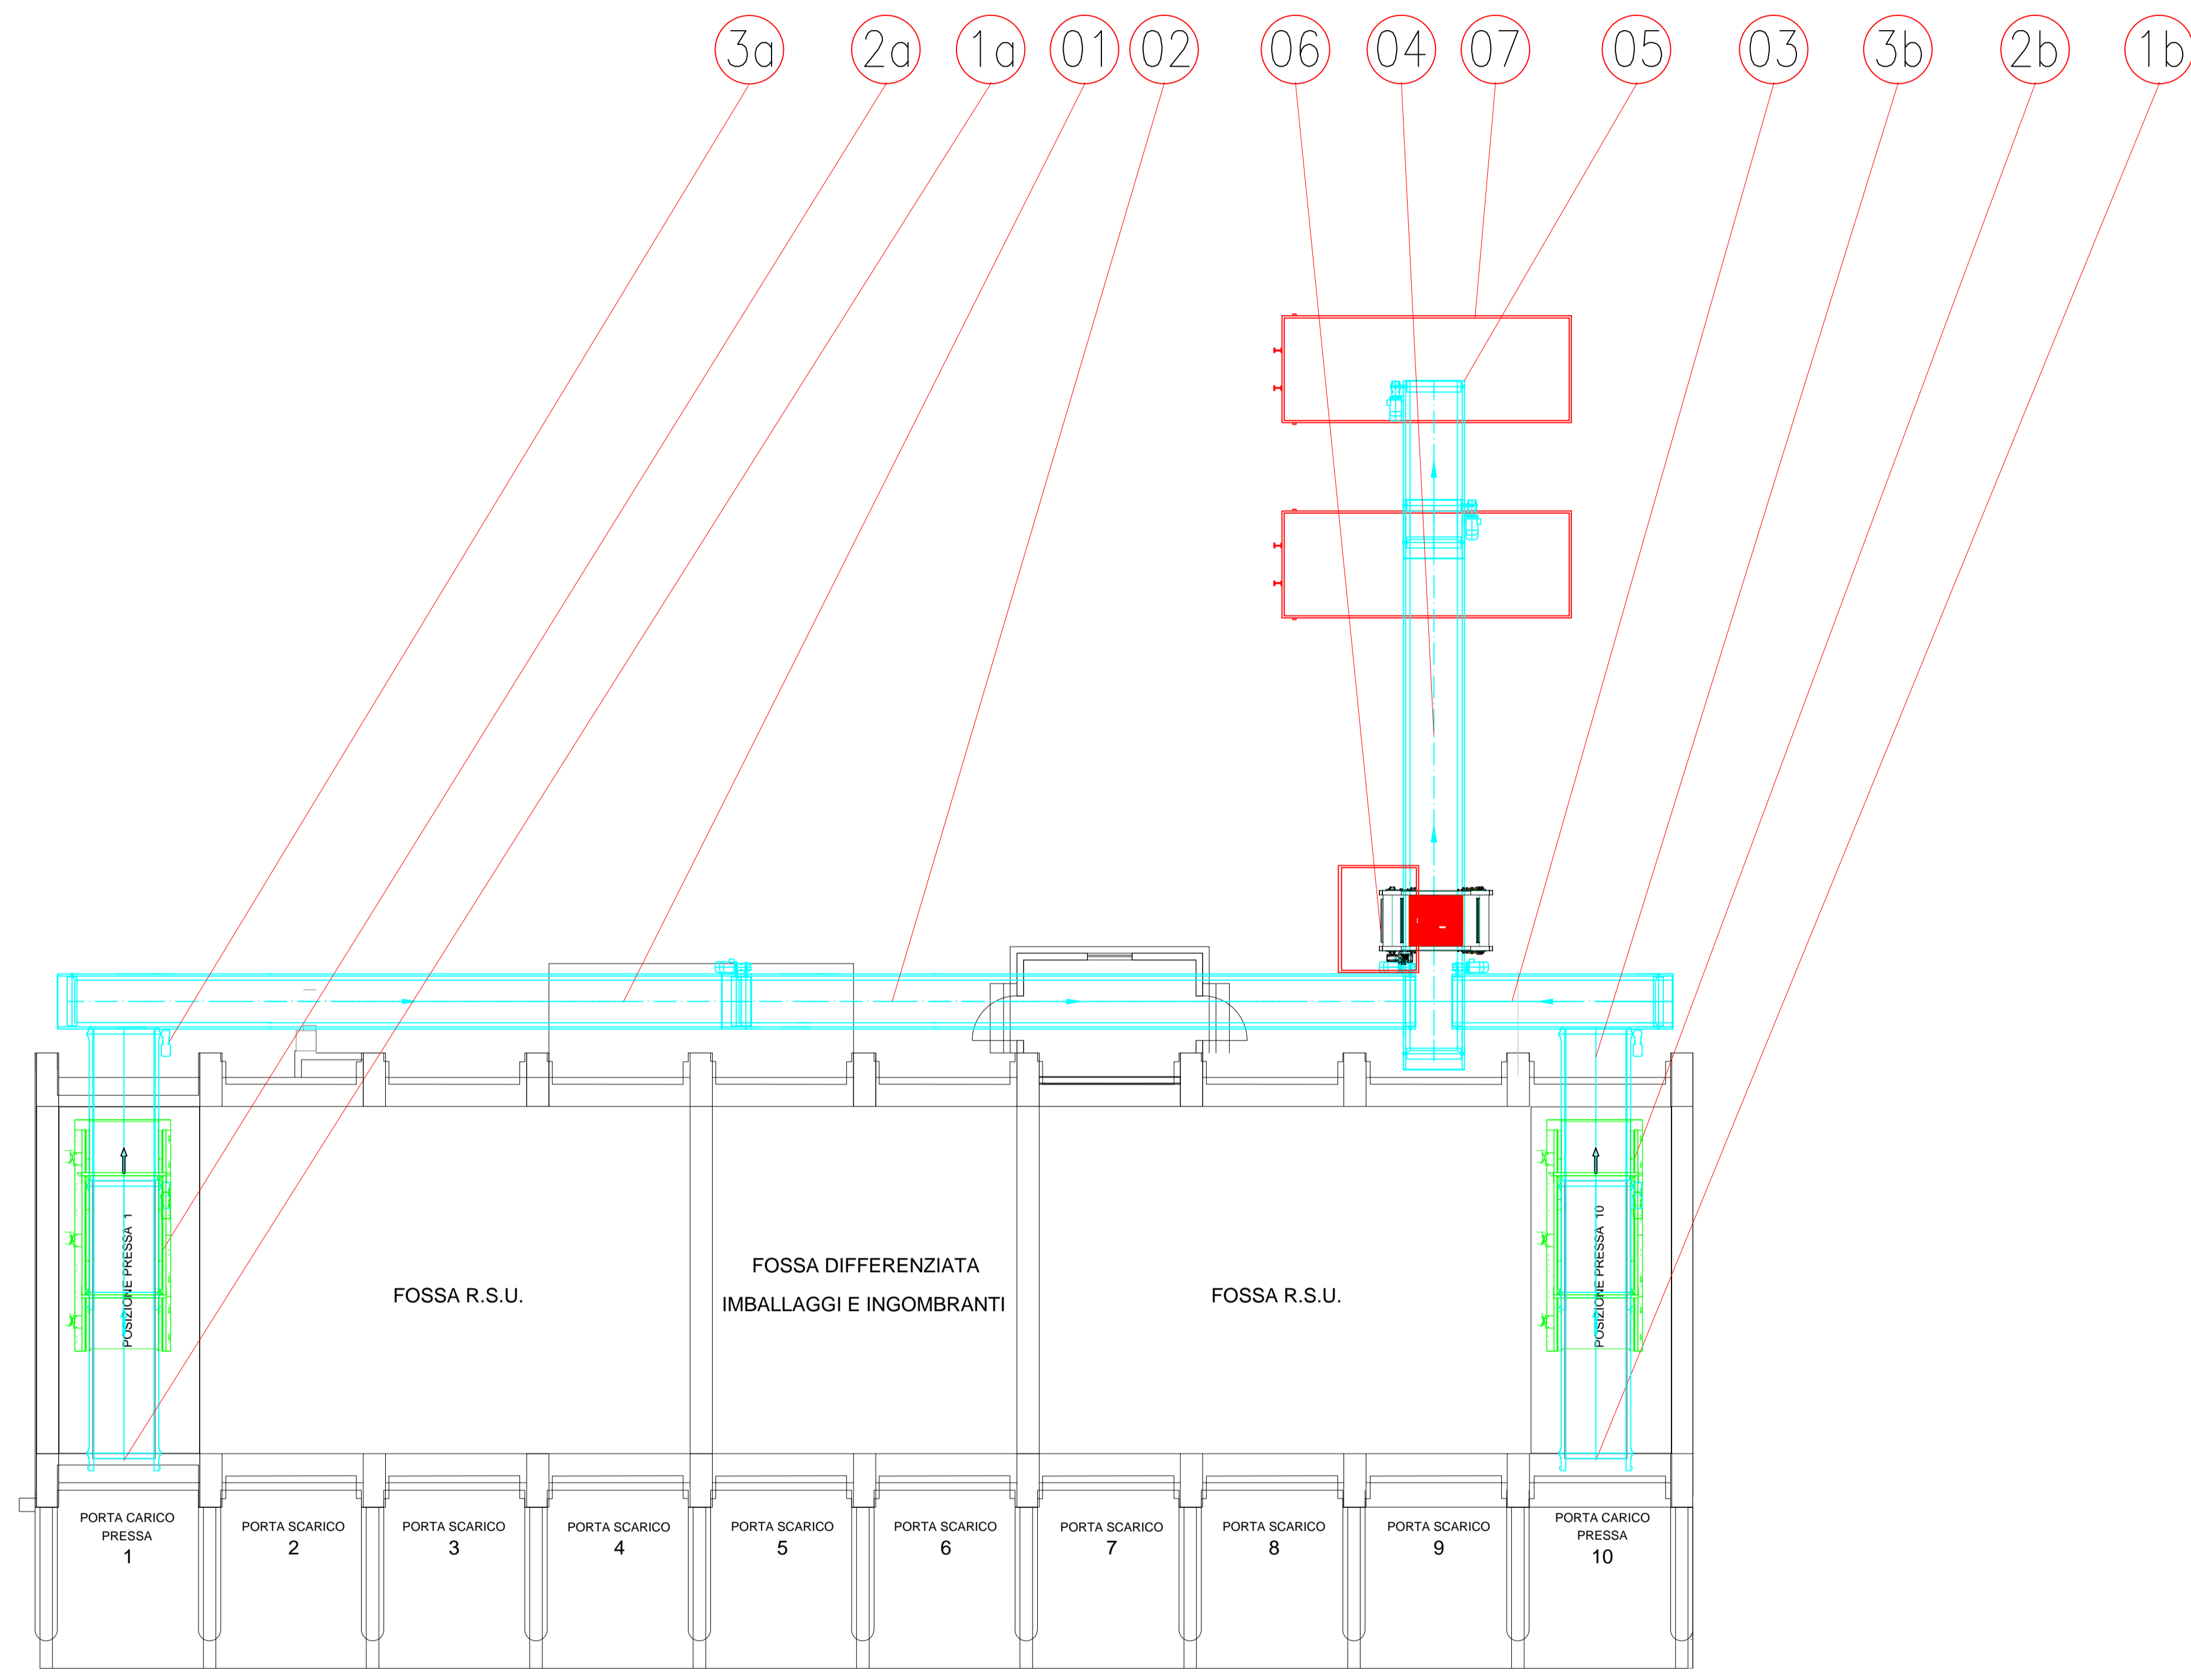 3a 2a 1a 01 02 06 04 07 05 03 3b 2b 1b
POSIZIONE PRESSA 1
FOSSA R.S.U.
FOSSA DIFFERENZIATA
IMBALLAGGI E INGOMBRANTI
FOSSA R.S.U.
POSIZIONE PRESSA 10
PORTA CARICO
PRESSA
1
PORTA SCARICO
2
PORTA SCARICO
3
PORTA SCARICO
4
PORTA SCARICO
5
PORTA SCARICO
6
PORTA SCARICO
7
PORTA SCARICO
8
PORTA SCARICO
9
PORTA CARICO
PRESSA
10